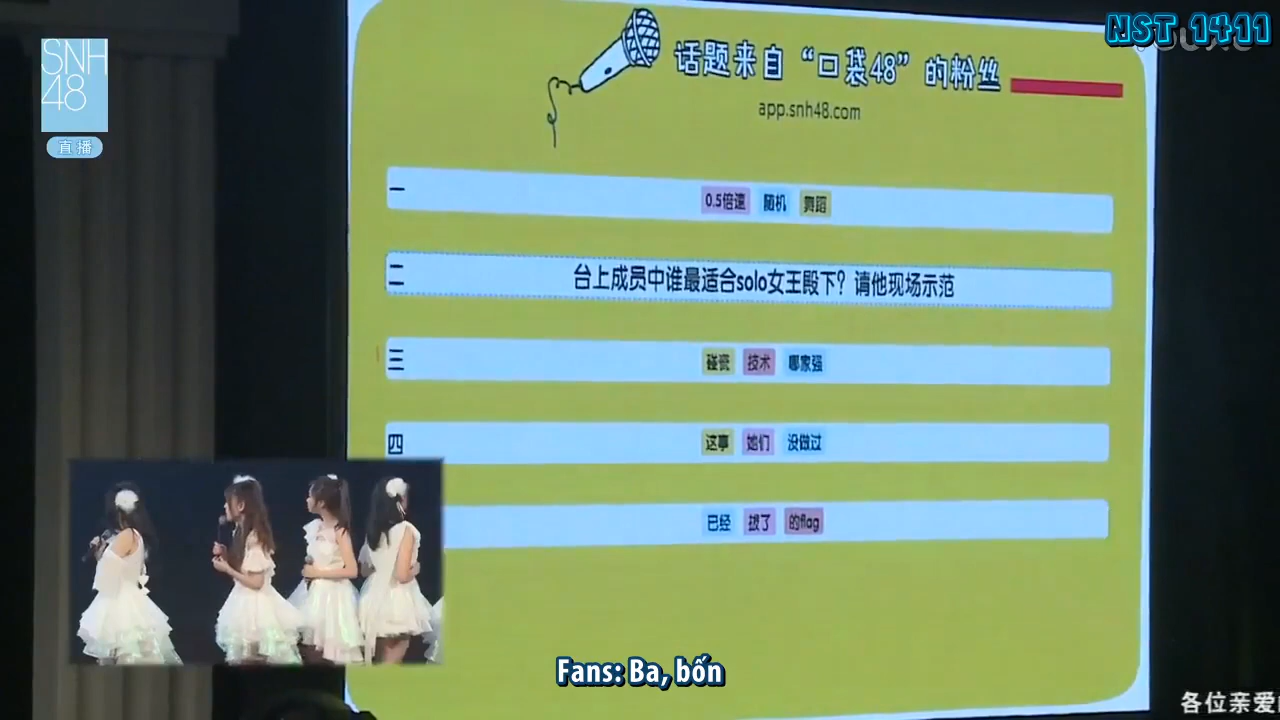 NST 1411
SNH
48
直播
话题来自“口袋48”的粉丝
app.snh48.com
一 0.5倍速 随机 舞蹈
二 台上成员中谁最适合solo女王殿下?请他现场示范
三 碰瓷 技术 哪家强
四 这事 她们 没做过
已经 拔了 的flag
Fans: Ba, bốn
各位亲爱